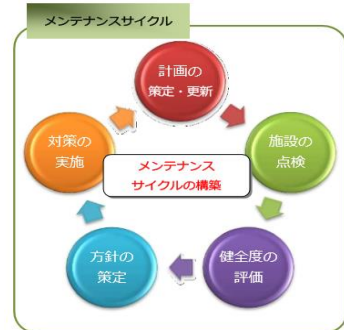 メンテナンスサイクル
計画の
策定・更新
対策の
実施
施設の
点検
メンテナンス
サイクルの構築
方針の
策定
健全度の
評価